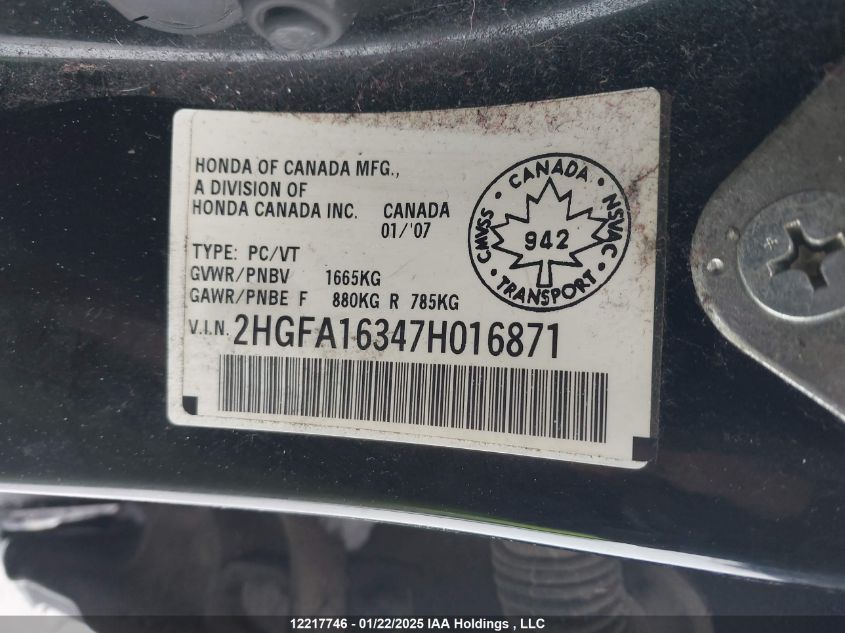 HONDA OF CANADA MFG.,
A DIVISION OF
HONDA CANADA INC. CANADA
01/'07
TYPE: PC/VT
GVWR/PNBV 1665KG
GAWR/PNBE F 880KG R 785KG
V.I.N. 2HGFA16347H016871
• CANADA •
CMVSS
NSVAC
942
• TRANSPORT •
12217746 - 01/22/2025 IAA Holdings , LLC